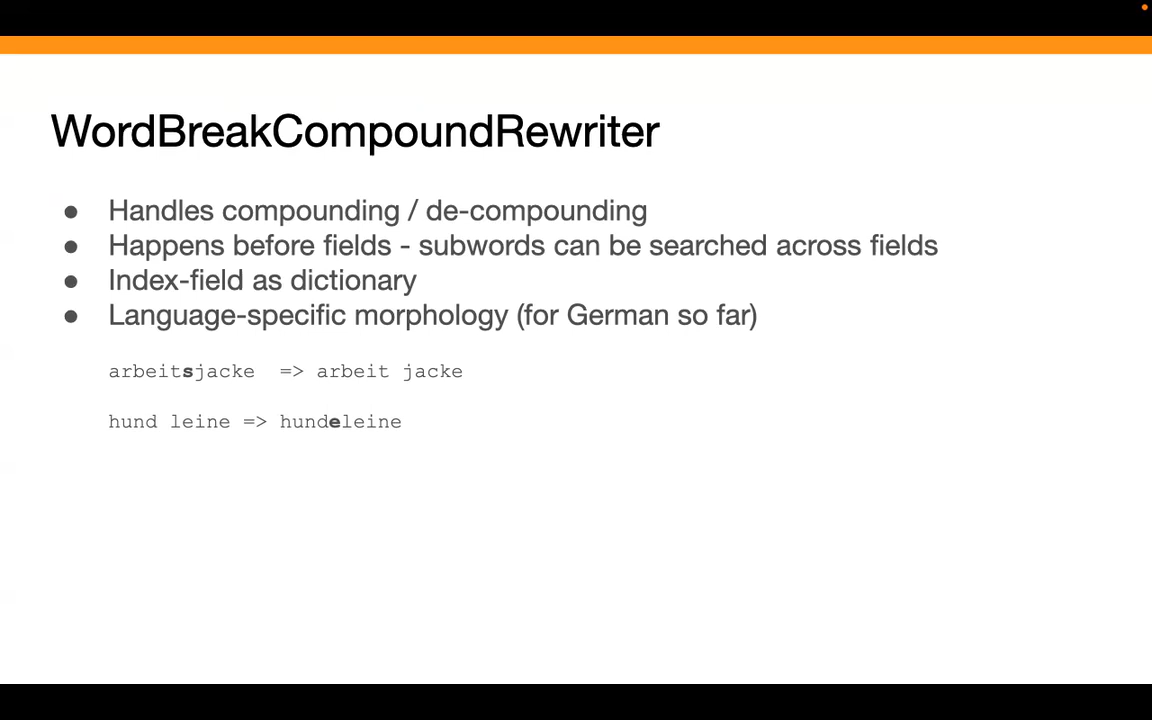 WordBreakCompoundRewriter
● Handles compounding / de-compounding
● Happens before fields - subwords can be searched across fields
● Index-field as dictionary
● Language-specific morphology (for German so far)
arbeitsjacke => arbeit jacke
hund leine => hundeleine